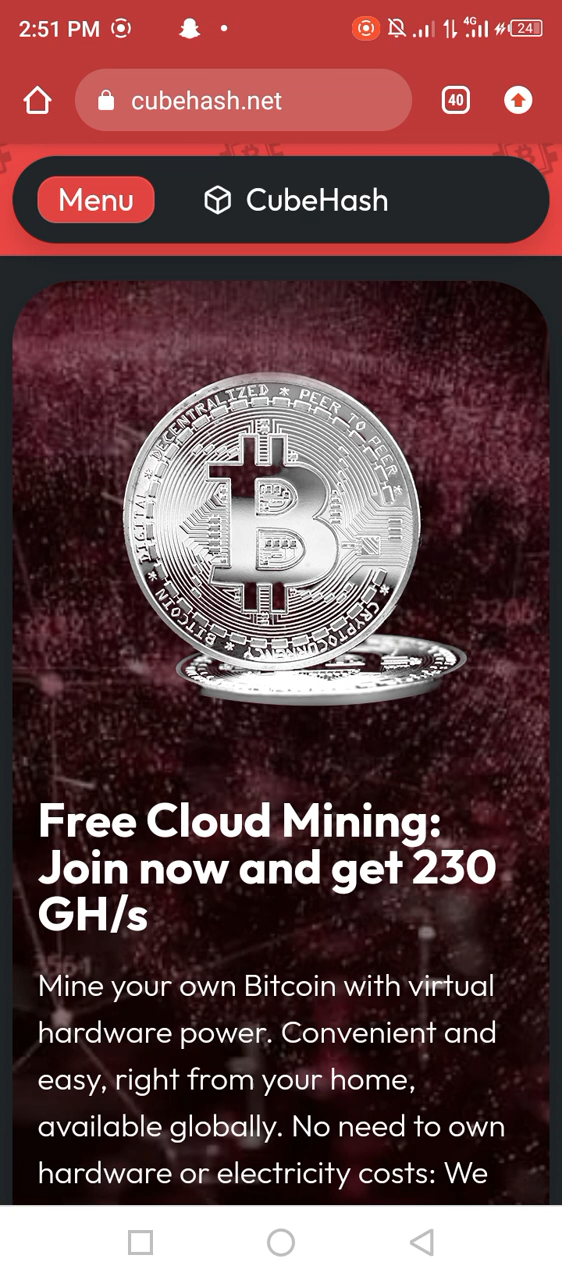 2:51 PM
4G
24
cubehash.net
40
Menu
CubeHash
DIGITAL * DECENTRALIZED * PEER TO PEER *
* BITCOIN * CRYPTOCURRENCY *
Free Cloud Mining:
Join now and get 230
GH/s
Mine your own Bitcoin with virtual
hardware power. Convenient and
easy, right from your home,
available globally. No need to own
hardware or electricity costs: We